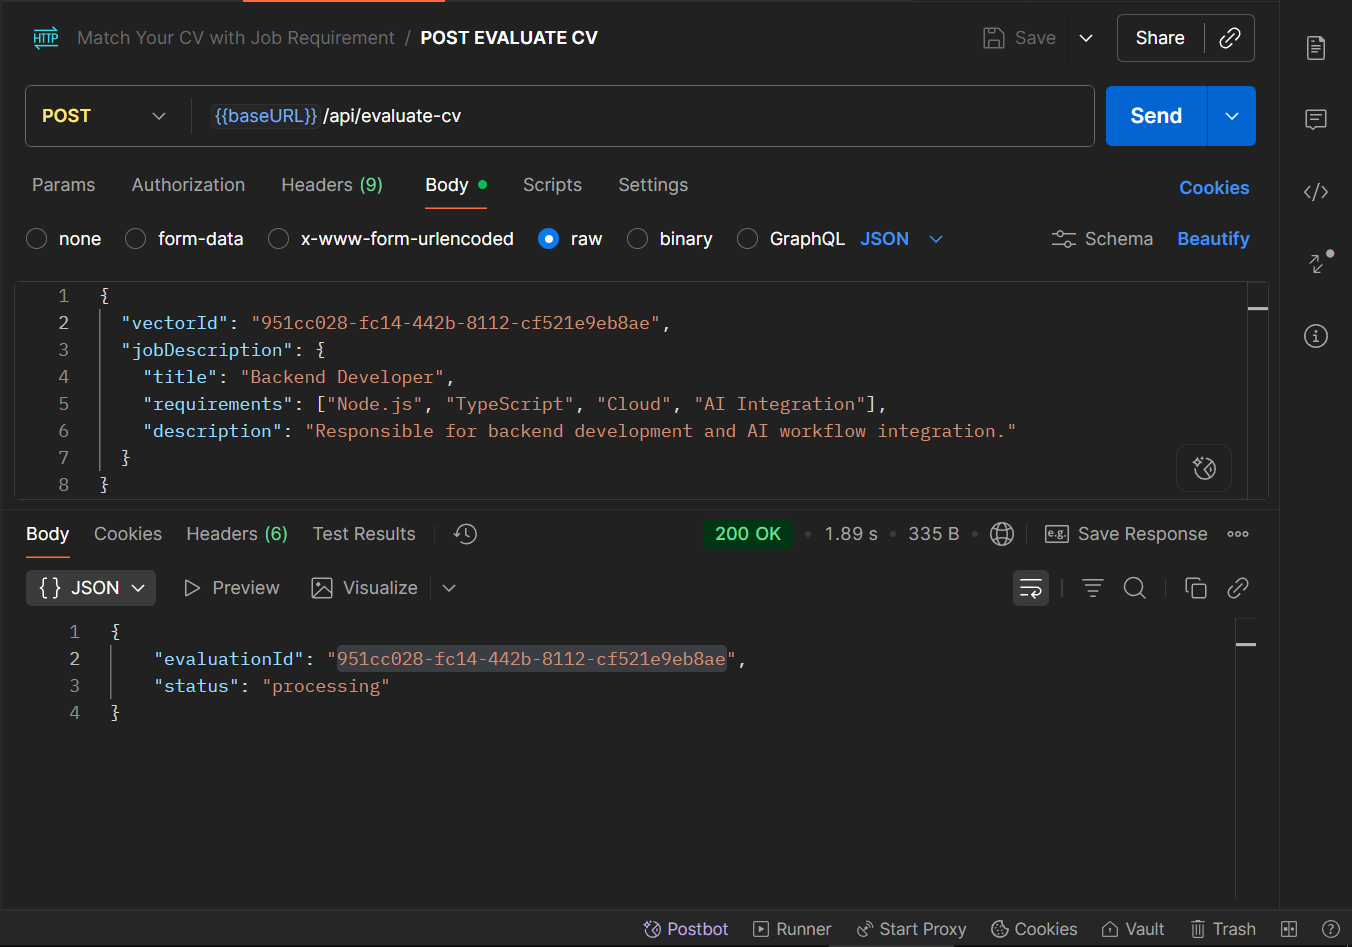 HTTP Match Your CV with Job Requirement / POST EVALUATE CV Save Share
POST {{baseURL}} /api/evaluate-cv Send
Params Authorization Headers (9) Body Scripts Settings Cookies
none form-data x-www-form-urlencoded raw binary GraphQL JSON Schema Beautify
1 {
2 "vectorId": "951cc028-fc14-442b-8112-cf521e9eb8ae",
3 "jobDescription": {
4 "title": "Backend Developer",
5 "requirements": ["Node.js", "TypeScript", "Cloud", "AI Integration"],
6 "description": "Responsible for backend development and AI workflow integration."
7 }
8 }
Body Cookies Headers (6) Test Results 200 OK • 1.89 s • 335 B • e.g. Save Response
{} JSON Preview Visualize
1 {
2 "evaluationId": "951cc028-fc14-442b-8112-cf521e9eb8ae",
3 "status": "processing"
4 }
Postbot Runner Start Proxy Cookies Vault Trash